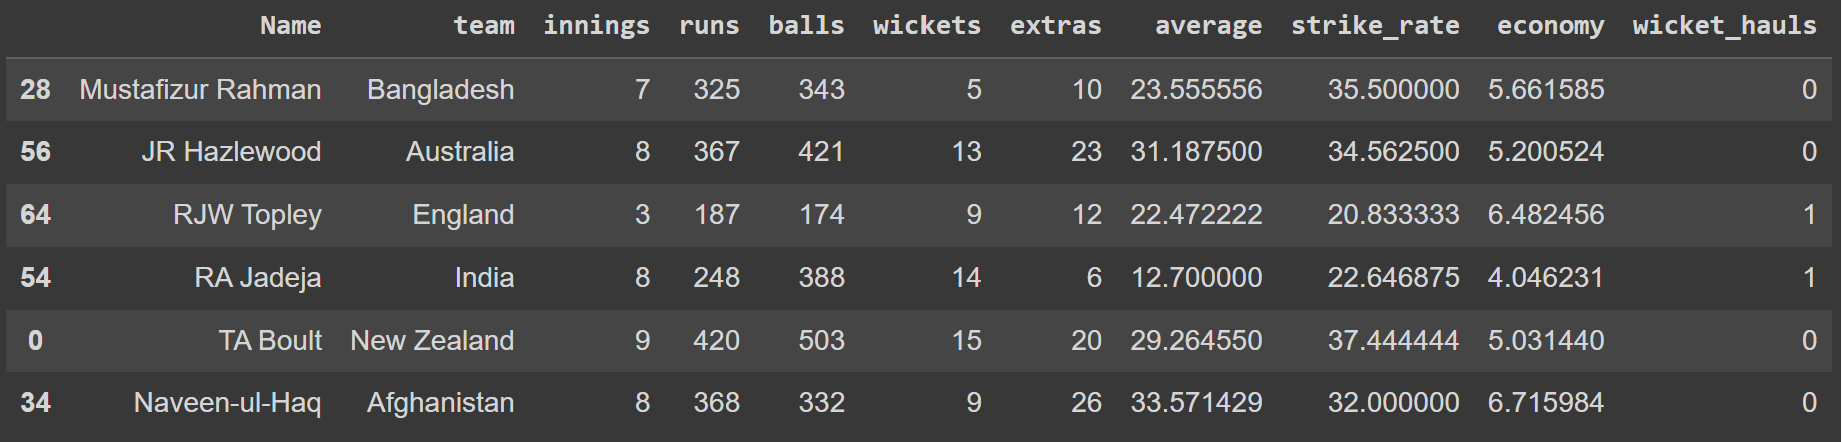 Name team innings runs balls wickets extras average strike_rate economy wicket_hauls
28 Mustafizur Rahman Bangladesh 7 325 343 5 10 23.555556 35.500000 5.661585 0
56 JR Hazlewood Australia 8 367 421 13 23 31.187500 34.562500 5.200524 0
64 RJW Topley England 3 187 174 9 12 22.472222 20.833333 6.482456 1
54 RA Jadeja India 8 248 388 14 6 12.700000 22.646875 4.046231 1
0 TA Boult New Zealand 9 420 503 15 20 29.264550 37.444444 5.031440 0
34 Naveen-ul-Haq Afghanistan 8 368 332 9 26 33.571429 32.000000 6.715984 0